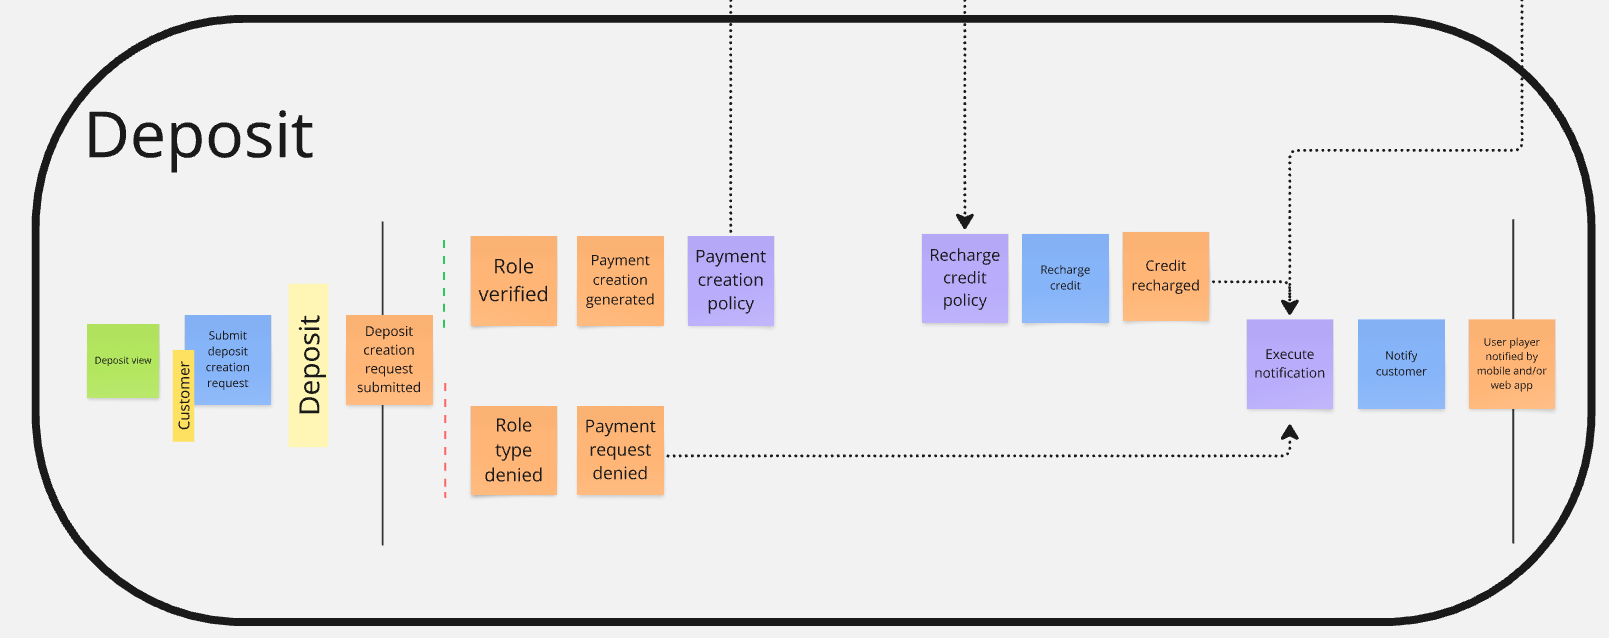 Deposit
Deposit view
Submit
deposit
creation
request
Customer
Deposit
Deposit
creation
request
submitted
Role
verified
Payment
creation
generated
Payment
creation
policy
Role
type
denied
Payment
request
denied
Recharge
credit
policy
Recharge
credit
Credit
recharged
Execute
notification
Notify
customer
User player
notified by
mobile and/or
web app